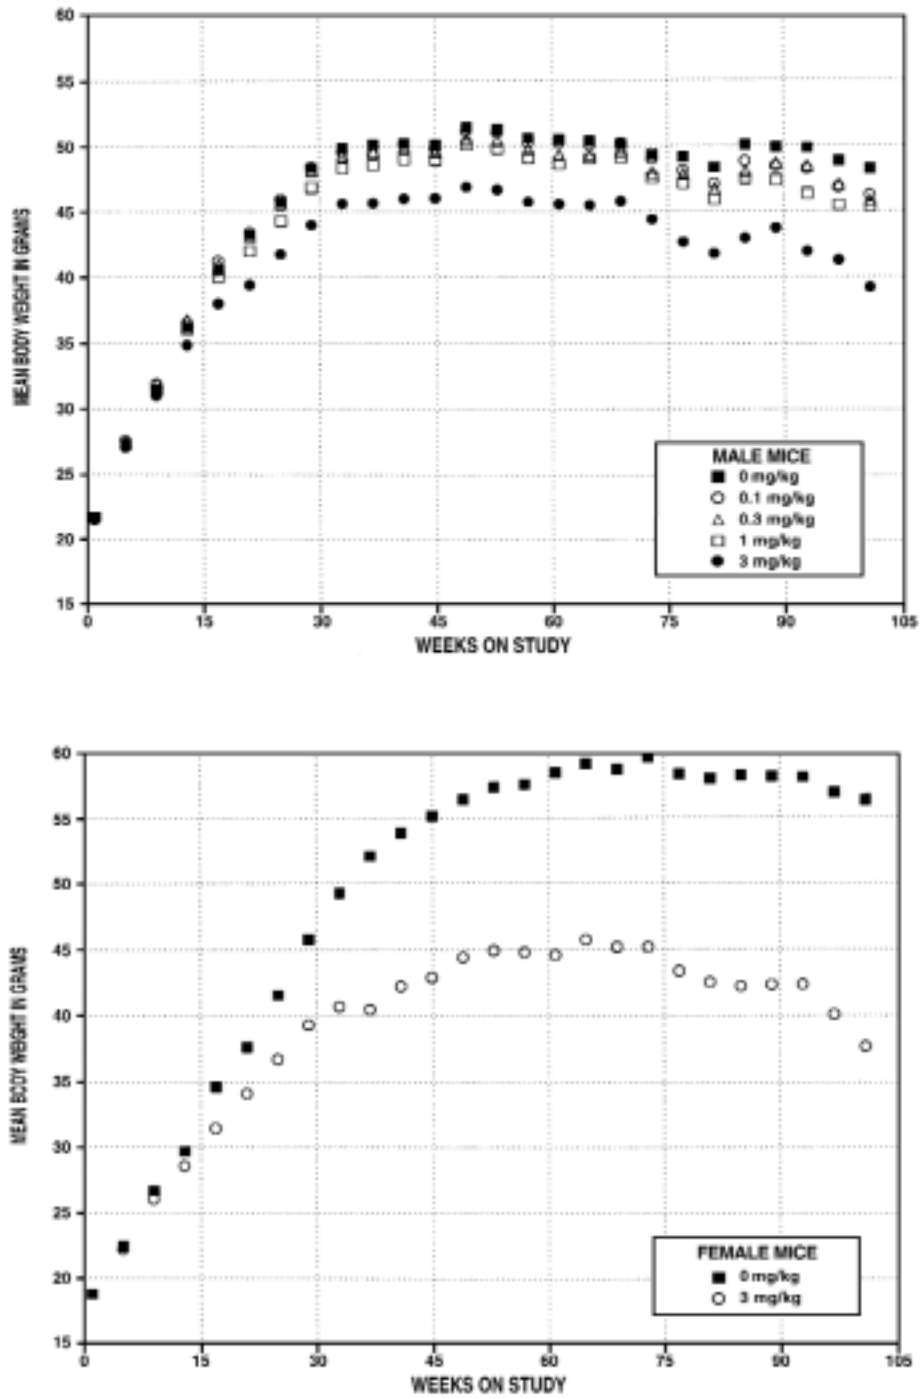 60
55
50
45
40
35
30
25
20
15
MEAN BODY WEIGHT IN GRAMS
MALE MICE
0 mg/kg
0.1 mg/kg
0.3 mg/kg
1 mg/kg
3 mg/kg
0 15 30 45 60 75 90 105
WEEKS ON STUDY
60
55
50
45
40
35
30
25
20
15
MEAN BODY WEIGHT IN GRAMS
FEMALE MICE
0 mg/kg
3 mg/kg
0 15 30 45 60 75 90 105
WEEKS ON STUDY